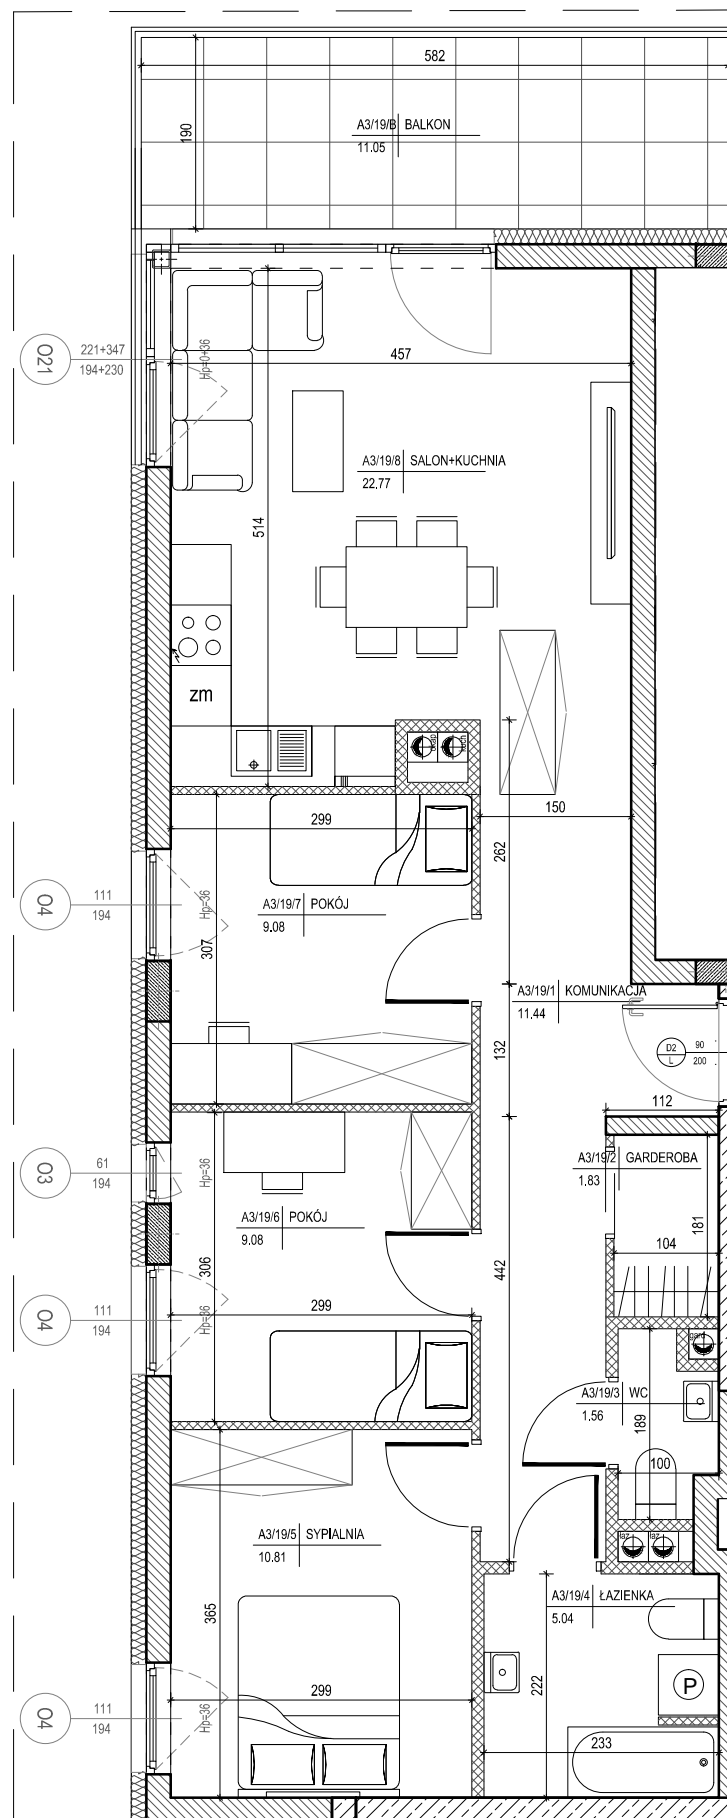 582
190
A3/19/B BALKON
11.05
O21
221+347
194+230
Hp=0+36
457
A3/19/8 SALON+KUCHNIA
22.77
514
zm
299
150
262
O4
111
194
Hp=36
A3/19/7 POKÓJ
9.08
307
A3/19/1 KOMUNIKACJA
11.44
132
D2
L
90
200
112
O3
61
194
Hp=36
A3/19/2 GARDEROBA
1.83
181
104
A3/19/6 POKÓJ
9.08
306
442
299
O4
111
194
Hp=36
gard
A3/19/3 WC
1.56
189
100
łaz
łaz
A3/19/5 SYPIALNIA
10.81
365
A3/19/4 ŁAZIENKA
5.04
222
P
299
O4
111
194
Hp=36
233